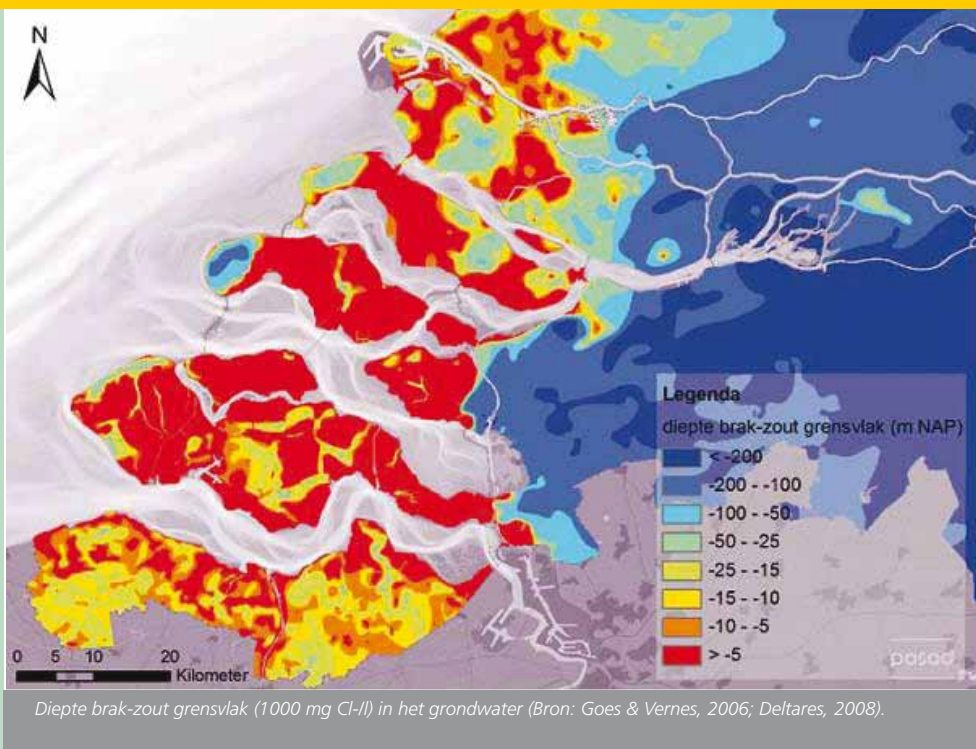 N
Legenda
diepte brak-zout grensvlak (m NAP)
< -200
-200 - -100
-100 - -50
-50 - -25
-25 - -15
-15 - -10
-10 - -5
> -5
posad
0 5 10 20
Kilometer
Diepte brak-zout grensvlak (1000 mg Cl-/l) in het grondwater (Bron: Goes & Vernes, 2006; Deltares, 2008).